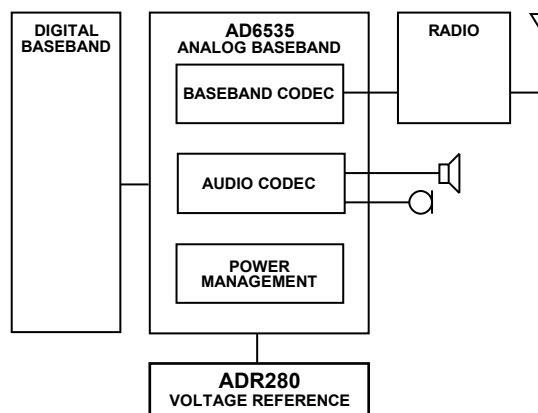 DIGITAL
BASEBAND
AD6535
ANALOG BASEBAND
BASEBAND CODEC
AUDIO CODEC
POWER
MANAGEMENT
RADIO
ADR280
VOLTAGE REFERENCE